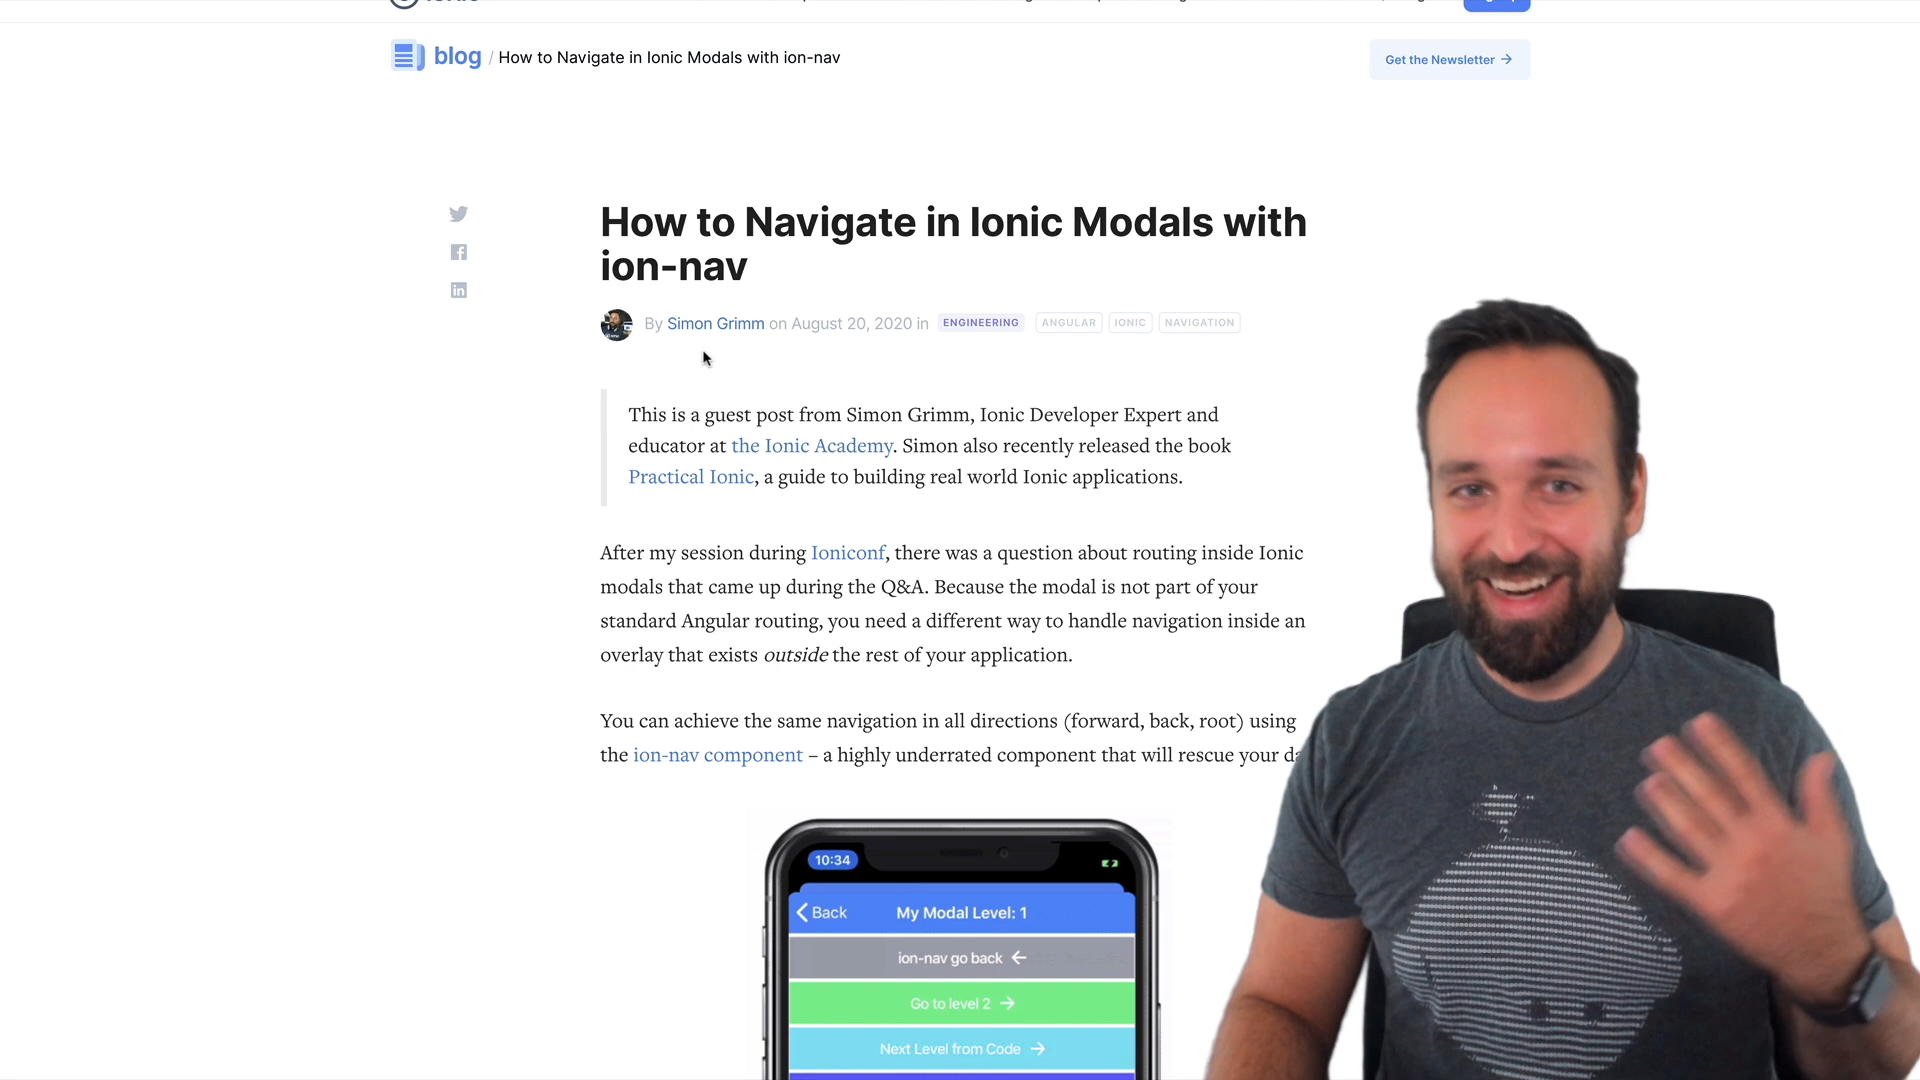 blog / How to Navigate in Ionic Modals with ion-nav
Get the Newsletter →
How to Navigate in Ionic Modals with
ion-nav
By Simon Grimm on August 20, 2020 in ENGINEERING ANGULAR IONIC NAVIGATION
This is a guest post from Simon Grimm, Ionic Developer Expert and
educator at the Ionic Academy. Simon also recently released the book
Practical Ionic, a guide to building real world Ionic applications.
After my session during Ioniconf, there was a question about routing inside Ionic
modals that came up during the Q&A. Because the modal is not part of your
standard Angular routing, you need a different way to handle navigation inside an
overlay that exists outside the rest of your application.
You can achieve the same navigation in all directions (forward, back, root) using
the ion-nav component – a highly underrated component that will rescue your
10:34
Back My Modal Level: 1
ion-nav go back ←
Go to level 2 →
Next Level from Code →